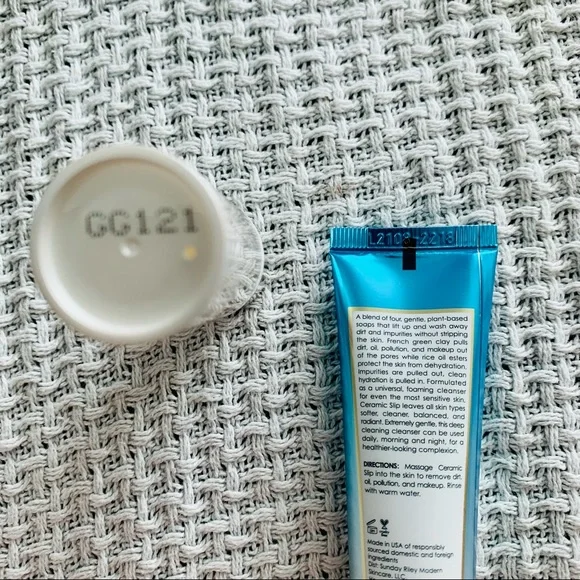 GG121
L2108 2218
A blend of four, gentle, plant-based
soaps that lift up and wash away
dirt and impurities without stripping
the skin. French green clay pulls
dirt, oil, pollution, and makeup out
of the pores while rice oil esters
protect the skin from dehydration.
Impurities are pulled out, clean
hydration is pulled in. Formulated
as a universal, foaming cleanser
for even the most sensitive skin,
Ceramic Slip leaves all skin types
softer, cleaner, balanced, and
radiant. Extremely gentle, this deep
cleaning cleanser can be used
daily, morning and night, for a
healthier-looking complexion.
DIRECTIONS: Massage Ceramic
Slip into the skin to remove dirt,
oil, pollution, and makeup. Rinse
with warm water.
Made in USA of responsibly
sourced domestic and foreign
ingredients
Dist: Sunday Riley Modern
Skincare, LLC